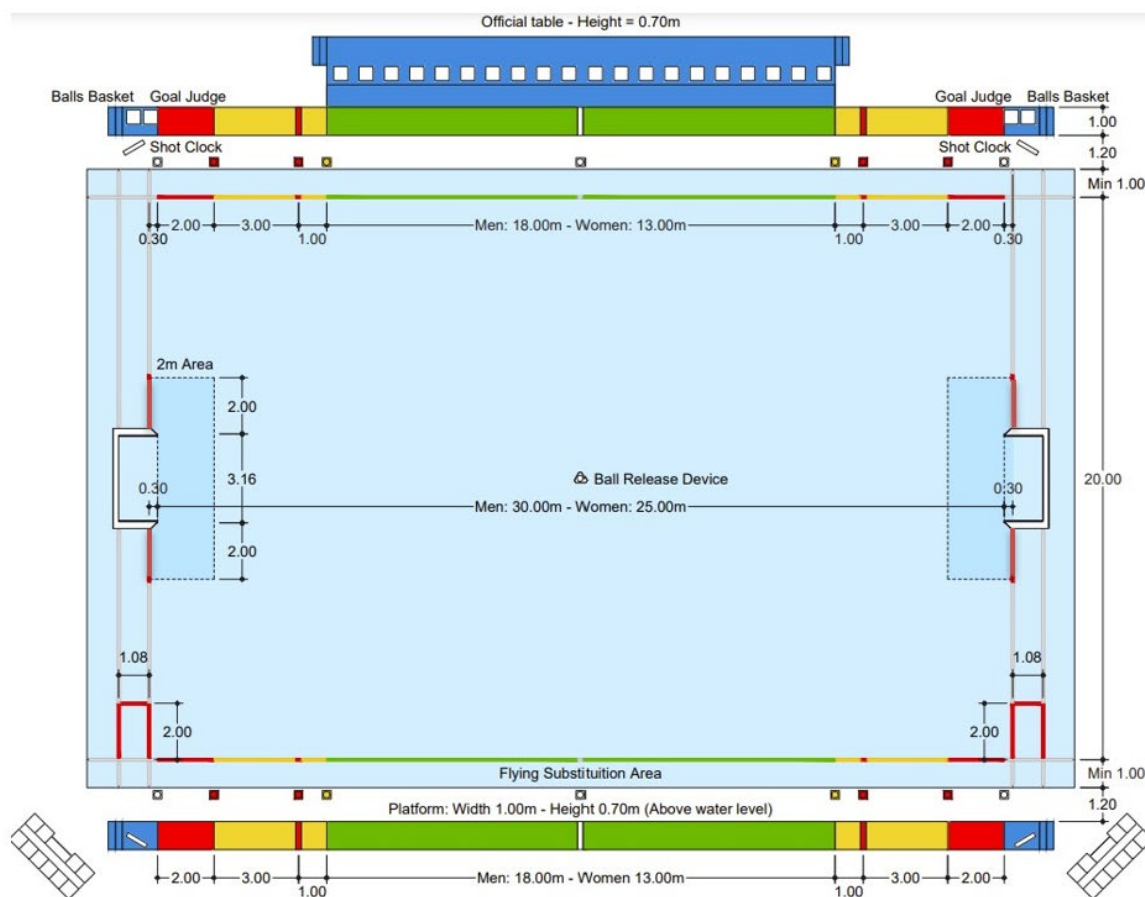 Official table - Height = 0.70m
Balls Basket
Goal Judge
Goal Judge
Balls Basket
1.00
Shot Clock
Shot Clock
1.20
Min 1.00
2.00
3.00
Men: 18.00m - Women: 13.00m
3.00
2.00
0.30
1.00
1.00
0.30
2m Area
2.00
3.16
Ball Release Device
20.00
0.30
0.30
Men: 30.00m - Women: 25.00m
2.00
1.08
1.08
2.00
2.00
Flying Substituition Area
Min 1.00
Platform: Width 1.00m - Height 0.70m (Above water level)
1.20
2.00
3.00
Men: 18.00m - Women 13.00m
3.00
2.00
1.00
1.00